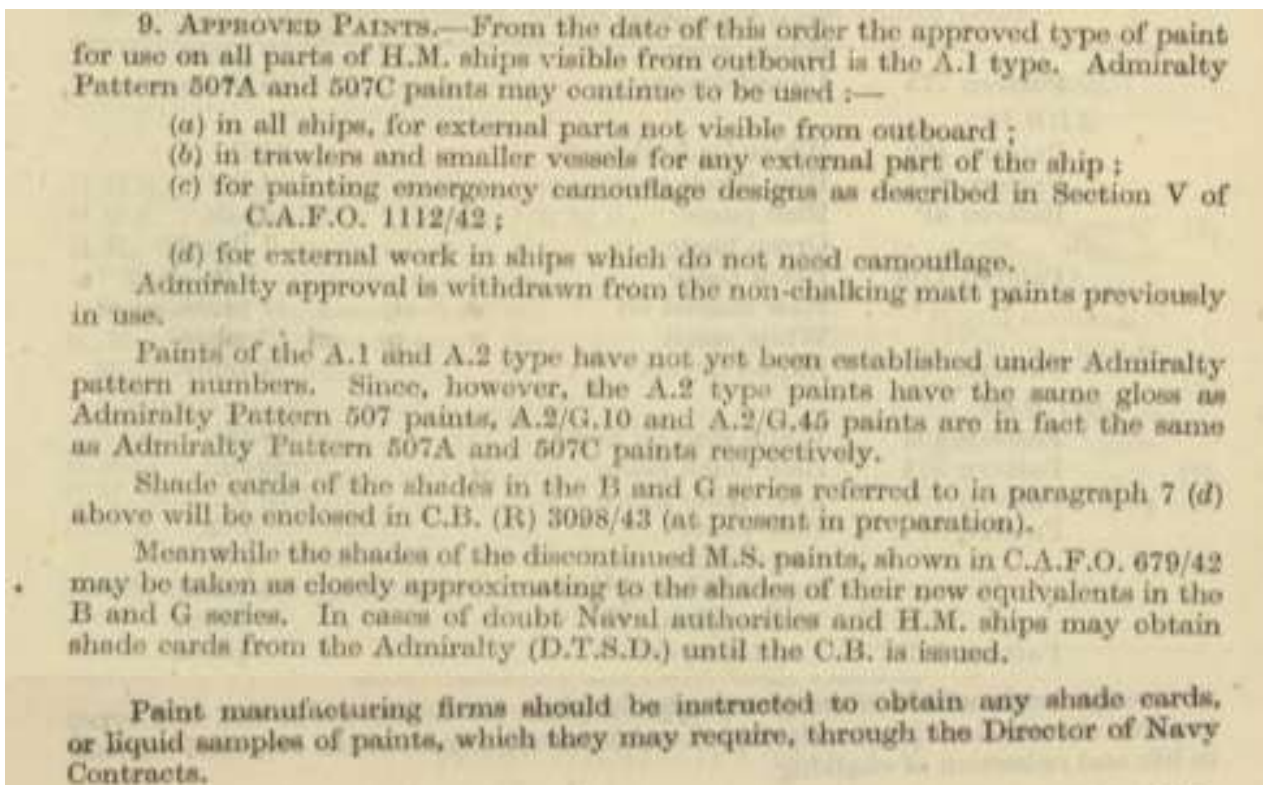 9. APPROVED PAINTS.—From the date of this order the approved type of paint
for use on all parts of H.M. ships visible from outboard is the A.1 type. Admiralty
Pattern 507A and 507C paints may continue to be used :—
(a) in all ships, for external parts not visible from outboard ;
(b) in trawlers and smaller vessels for any external part of the ship ;
(c) for painting emergency camouflage designs as described in Section V of
C.A.F.O. 1112/42 ;
(d) for external work in ships which do not need camouflage.
Admiralty approval is withdrawn from the non-chalking matt paints previously
in use.
Paints of the A.1 and A.2 type have not yet been established under Admiralty
pattern numbers. Since, however, the A.2 type paints have the same gloss as
Admiralty Pattern 507 paints, A.2/G.10 and A.2/G.45 paints are in fact the same
as Admiralty Pattern 507A and 507C paints respectively.
Shade cards of the shades in the B and G series referred to in paragraph 7 (d)
above will be enclosed in C.B. (R) 3098/43 (at present in preparation).
Meanwhile the shades of the discontinued M.S. paints, shown in C.A.F.O. 679/42
may be taken as closely approximating to the shades of their new equivalents in the
B and G series. In cases of doubt Naval authorities and H.M. ships may obtain
shade cards from the Admiralty (D.T.S.D.) until the C.B. is issued.
Paint manufacturing firms should be instructed to obtain any shade cards,
or liquid samples of paints, which they may require, through the Director of Navy
Contracts.